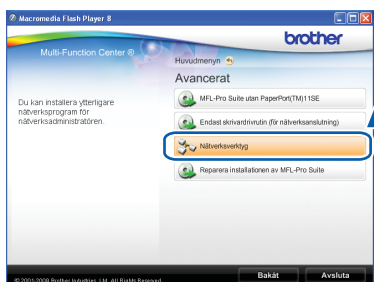 Macromedia Flash Player 8
brother
Multi-Function Center ®
Huvudmenyn
Avancerat
Du kan installera ytterligare
nätverksprogram för
nätverksadministratören.
MFL-Pro Suite utan PaperPort(TM)11SE
Endast skrivardrivrutin (för nätverksanslutning)
Nätverksverktyg
Reparera installationen av MFL-Pro Suite
© 2001-2009 Brother Industries, Ltd. All Rights Reserved.
Bakåt
Avsluta